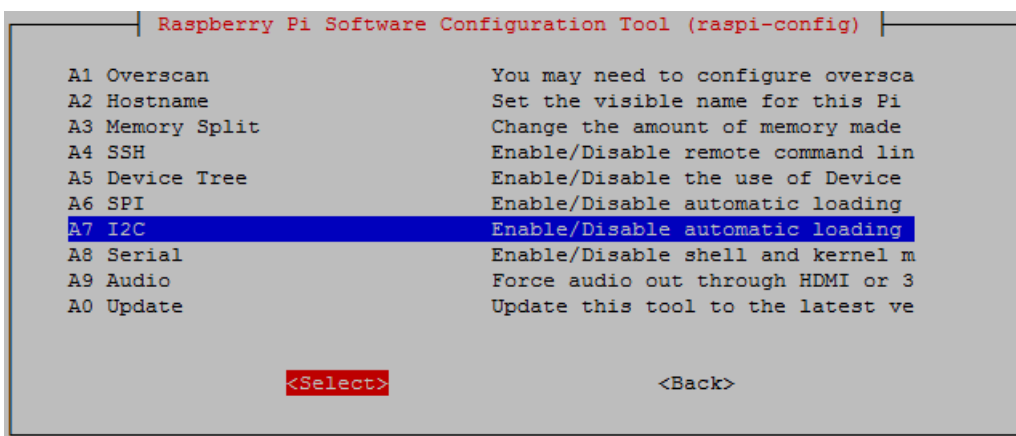 Raspberry Pi Software Configuration Tool (raspi-config)
A1 Overscan You may need to configure oversca
A2 Hostname Set the visible name for this Pi
A3 Memory Split Change the amount of memory made
A4 SSH Enable/Disable remote command lin
A5 Device Tree Enable/Disable the use of Device
A6 SPI Enable/Disable automatic loading
A7 I2C Enable/Disable automatic loading
A8 Serial Enable/Disable shell and kernel m
A9 Audio Force audio out through HDMI or 3
A0 Update Update this tool to the latest ve
<Select> <Back>